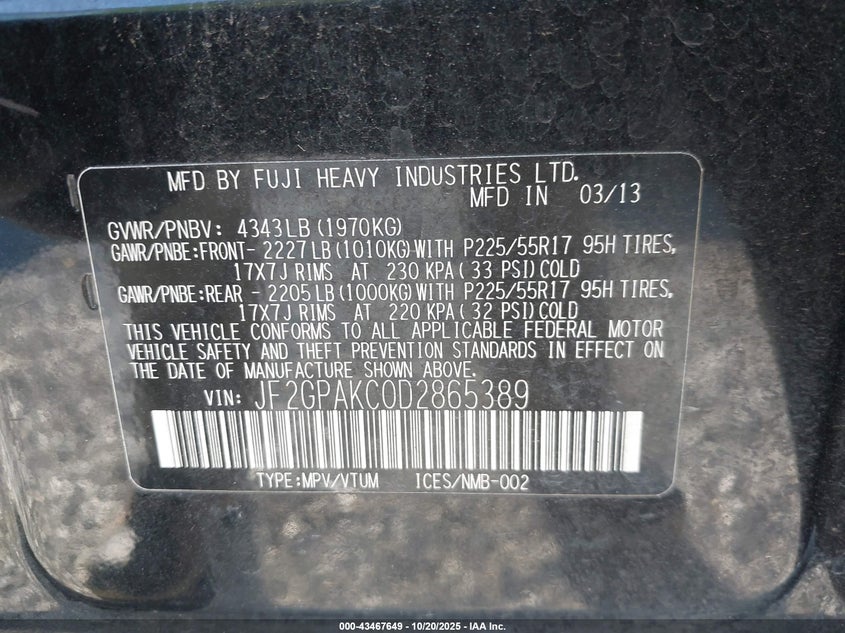 MFD BY FUJI HEAVY INDUSTRIES LTD.
MFD IN 03/13
GVWR/PNBV: 4343LB(1970KG)
GAWR/PNBE:FRONT- 2227LB(1010KG)WITH P225/55R17 95H TIRES,
17X7J RIMS AT 230 KPA(33 PSI)COLD
GAWR/PNBE:REAR - 2205LB(1000KG)WITH P225/55R17 95H TIRES,
17X7J RIMS AT 220 KPA(32 PSI)COLD
THIS VEHICLE CONFORMS TO ALL APPLICABLE FEDERAL MOTOR
VEHICLE SAFETY AND THEFT PREVENTION STANDARDS IN EFFECT ON
THE DATE OF MANUFACTURE SHOWN ABOVE.
VIN: JF2GPAKC0D2865389
TYPE:MPV/VTUM ICES/NMB-002
000-43467649 - 10/20/2025 - IAA Inc.